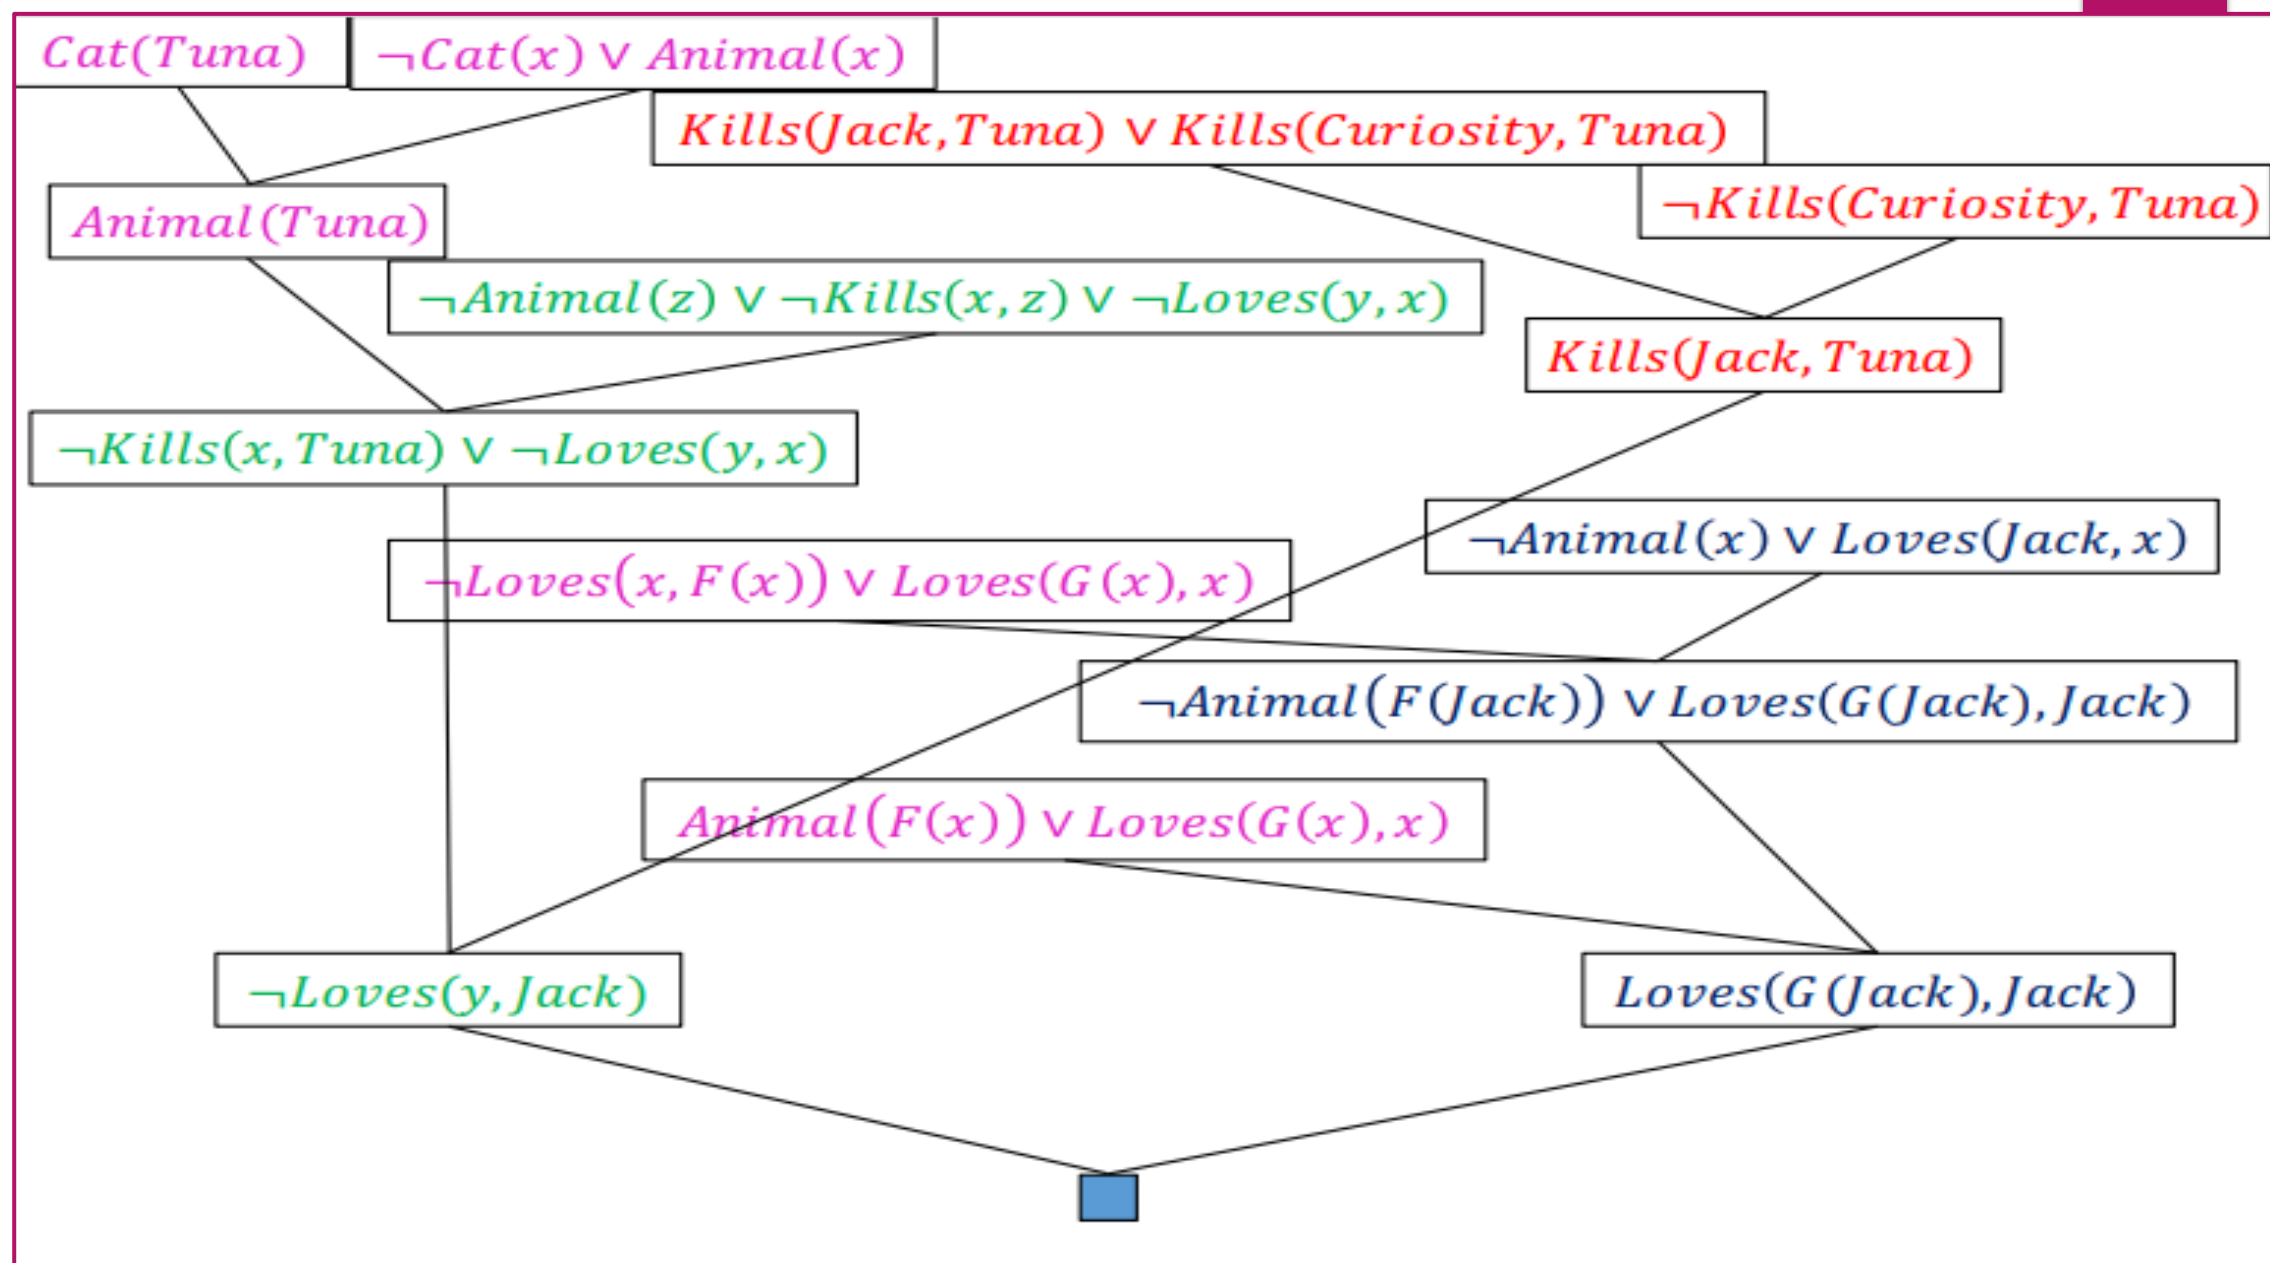 Cat(Tuna)
¬Cat(x) ∨ Animal(x)
Kills(Jack, Tuna) ∨ Kills(Curiosity, Tuna)
¬Kills(Curiosity, Tuna)
Animal(Tuna)
¬Animal(z) ∨ ¬Kills(x, z) ∨ ¬Loves(y, x)
Kills(Jack, Tuna)
¬Kills(x, Tuna) ∨ ¬Loves(y, x)
¬Animal(x) ∨ Loves(Jack, x)
¬Loves(x, F(x)) ∨ Loves(G(x), x)
¬Animal(F(Jack)) ∨ Loves(G(Jack), Jack)
Animal(F(x)) ∨ Loves(G(x), x)
¬Loves(y, Jack)
Loves(G(Jack), Jack)